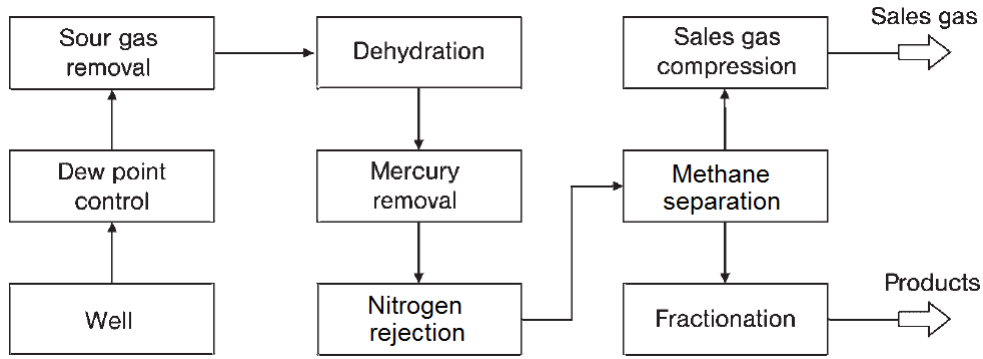 Sour gas
removal
Dehydration
Sales gas
compression
Sales gas
Dew point
control
Mercury
removal
Methane
separation
Well
Nitrogen
rejection
Fractionation
Products